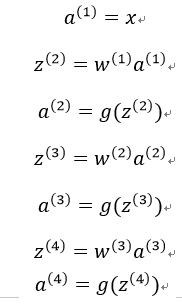 a⁽¹⁾ = x↵
z⁽²⁾ = w⁽¹⁾a⁽¹⁾↵
a⁽²⁾ = g(z⁽²⁾)↵
z⁽³⁾ = w⁽²⁾a⁽²⁾↵
a⁽³⁾ = g(z⁽³⁾)↵
z⁽⁴⁾ = w⁽³⁾a⁽³⁾↵
a⁽⁴⁾ = g(z⁽⁴⁾)↵